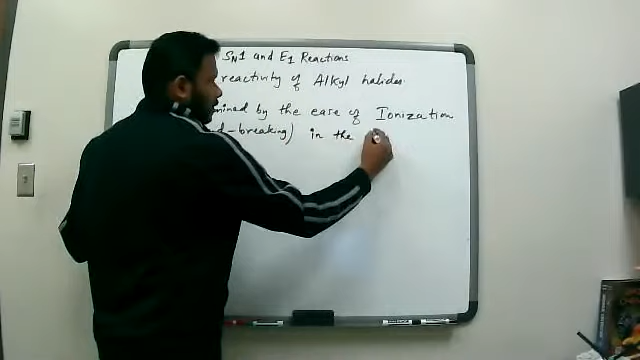 SN1 and E1 Reactions
reactivity of Alkyl halides
mined by the ease of Ionization
d-breaking) in the